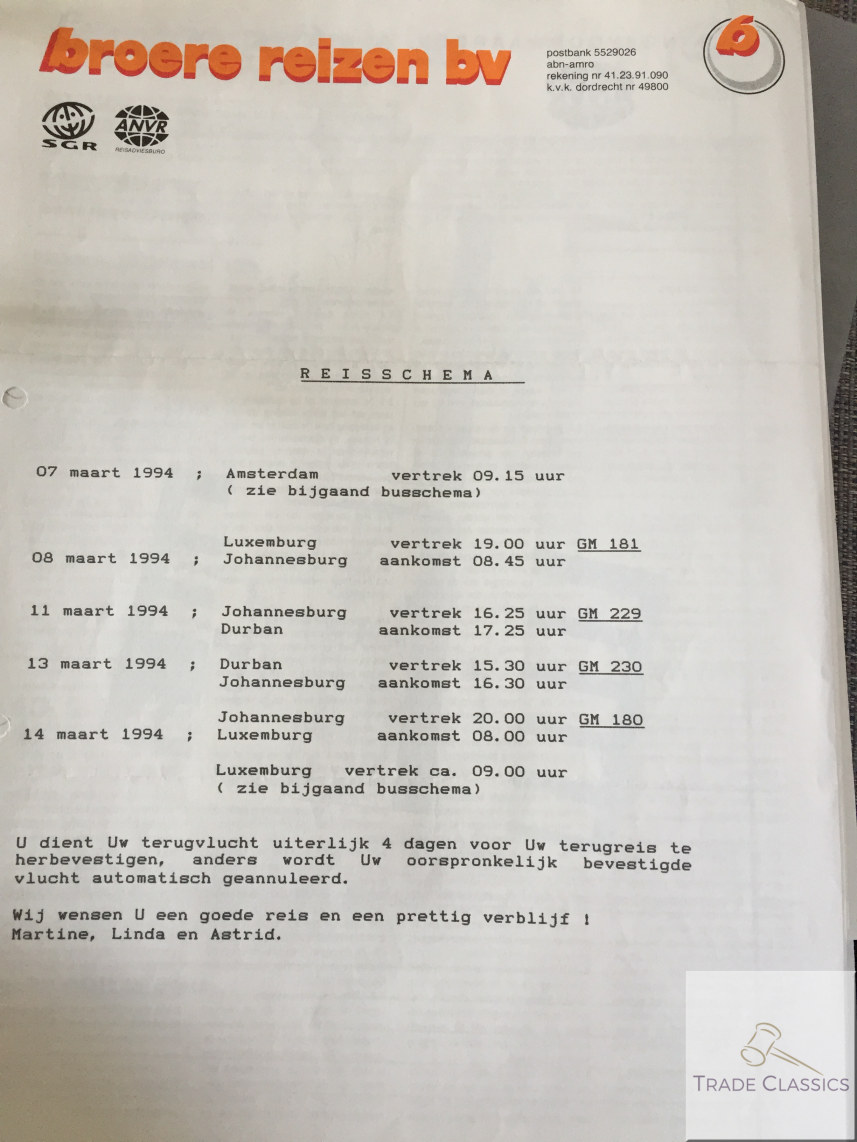 broere reizen bv
postbank 5529026
abn-amro
rekening nr 41.23.91.090
k.v.k. dordrecht nr 49800
b
SGR
ANVR
REISADVIESBURO
REISSCHEMA
07 maart 1994 ; Amsterdam vertrek 09.15 uur
( zie bijgaand busschema)
Luxemburg vertrek 19.00 uur GM 181
08 maart 1994 ; Johannesburg aankomst 08.45 uur
11 maart 1994 ; Johannesburg vertrek 16.25 uur GM 229
Durban aankomst 17.25 uur
13 maart 1994 ; Durban vertrek 15.30 uur GM 230
Johannesburg aankomst 16.30 uur
Johannesburg vertrek 20.00 uur GM 180
14 maart 1994 ; Luxemburg aankomst 08.00 uur
Luxemburg vertrek ca. 09.00 uur
( zie bijgaand busschema)
U dient Uw terugvlucht uiterlijk 4 dagen voor Uw terugreis te
herbevestigen, anders wordt Uw oorspronkelijk bevestigde
vlucht automatisch geannuleerd.
Wij wensen U een goede reis en een prettig verblijf !
Martine, Linda en Astrid.
TRADE CLASSICS